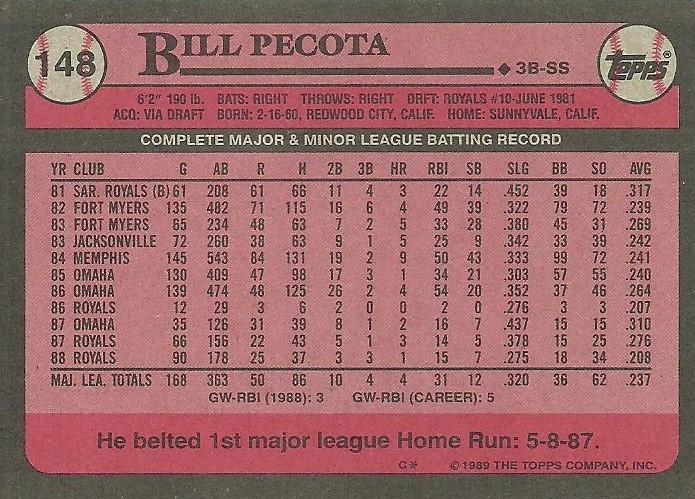 148 BILL PECOTA 3B-SS Topps®
6'2" 190 lb. BATS: RIGHT THROWS: RIGHT DRFT: ROYALS #10-JUNE 1981
ACQ: VIA DRAFT BORN: 2-16-60, REDWOOD CITY, CALIF. HOME: SUNNYVALE, CALIF.
COMPLETE MAJOR & MINOR LEAGUE BATTING RECORD
YR CLUB G AB R H 2B 3B HR RBI SB SLG BB SO AVG
81 SAR. ROYALS (B) 61 208 61 66 11 4 3 22 14 .452 39 18 .317
82 FORT MYERS 135 482 71 115 16 6 4 49 39 .322 79 72 .239
83 FORT MYERS 65 234 48 63 7 2 5 33 28 .380 45 31 .269
83 JACKSONVILLE 72 260 38 63 9 1 5 25 9 .342 33 39 .242
84 MEMPHIS 145 543 84 131 19 2 9 50 43 .333 99 72 .241
85 OMAHA 130 409 47 98 17 3 1 34 21 .303 57 55 .240
86 OMAHA 139 474 48 125 26 2 4 54 20 .352 37 46 .264
86 ROYALS 12 29 3 6 2 0 0 2 0 .276 3 3 .207
87 OMAHA 35 126 31 39 8 1 2 16 7 .437 15 15 .310
87 ROYALS 66 156 22 43 5 1 3 14 5 .378 15 25 .276
88 ROYALS 90 178 25 37 3 3 1 15 7 .275 18 34 .208
MAJ. LEA. TOTALS 168 363 50 86 10 4 4 31 12 .320 36 62 .237
GW-RBI (1988): 3 GW-RBI (CAREER): 5
He belted 1st major league Home Run: 5-8-87.
C* © 1989 THE TOPPS COMPANY, INC.